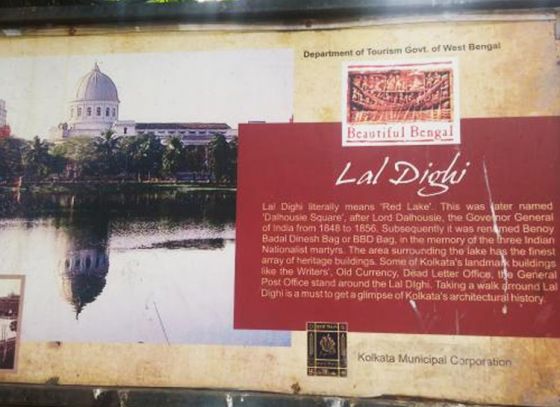 Department of Tourism Govt. of West Bengal
Beautiful Bengal
Lal Dighi
Lal Dighi literally means 'Red Lake'. This was later named
'Dalhousie Square', after Lord Dalhousie, the Governor General
of India from 1848 to 1856. Subsequently it was renamed Benoy
Badal Dinesh Bag or BBD Bag, in the memory of the three Indian
Nationalist martyrs. The area surrounding the lake has the finest
array of heritage buildings. Some of Kolkata's landmark buildings
like the Writers', Old Currency, Dead Letter Office, the General
Post Office stand around the Lal DIghi. Taking a walk around Lal
Dighi is a must to get a glimpse of Kolkata's architectural history.
Kolkata Municipal Corporation